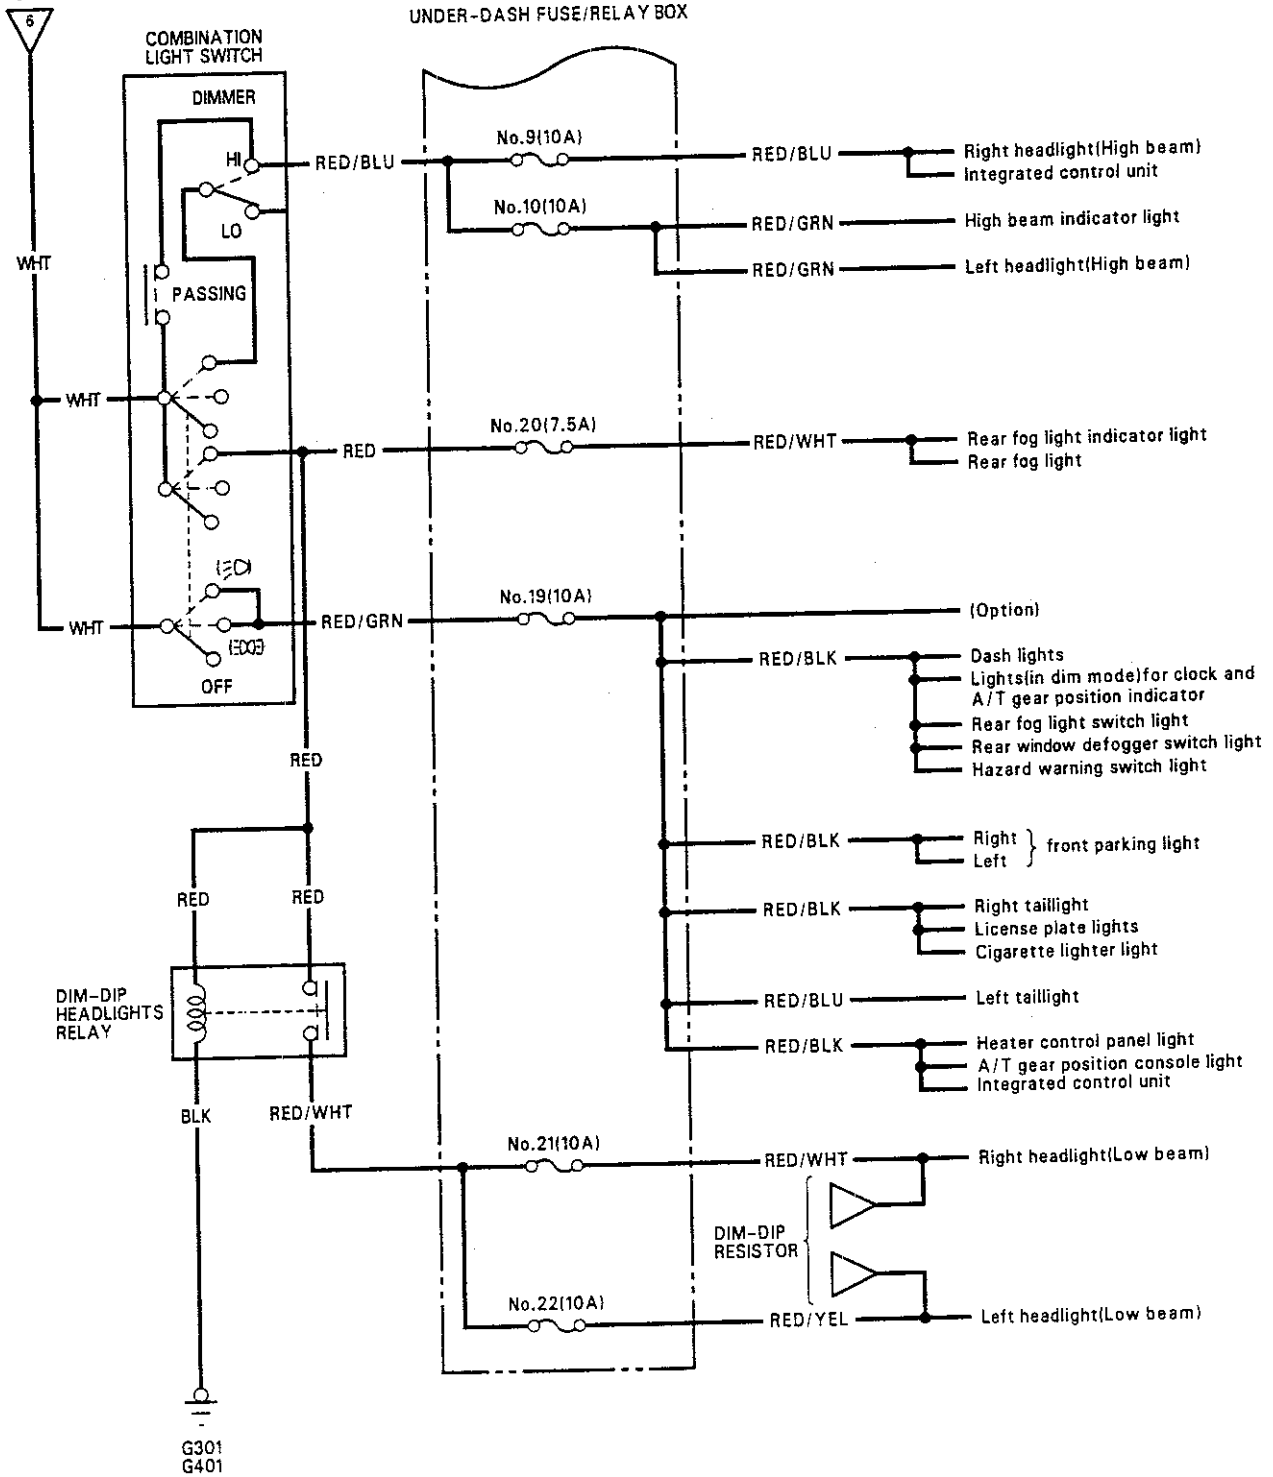 6
UNDER-DASH FUSE/RELAY BOX
COMBINATION
LIGHT SWITCH
DIMMER
HI
LO
PASSING
WHT
RED/BLU
No.9(10A)
RED/BLU
Right headlight(High beam)
Integrated control unit
No.10(10A)
RED/GRN
High beam indicator light
RED/GRN
Left headlight(High beam)
WHT
RED
No.20(7.5A)
RED/WHT
Rear fog light indicator light
Rear fog light
WHT
OFF
RED/GRN
No.19(10A)
(Option)
RED/BLK
Dash lights
Lights(in dim mode)for clock and
A/T gear position indicator
Rear fog light switch light
Rear window defogger switch light
Hazard warning switch light
RED
RED/BLK
Right
Left
front parking light
RED
RED
RED/BLK
Right taillight
License plate lights
Cigarette lighter light
DIM-DIP
HEADLIGHTS
RELAY
RED/BLU
Left taillight
RED/BLK
Heater control panel light
A/T gear position console light
Integrated control unit
BLK
RED/WHT
No.21(10A)
RED/WHT
Right headlight(Low beam)
DIM-DIP
RESISTOR
No.22(10A)
RED/YEL
Left headlight(Low beam)
G301
G401